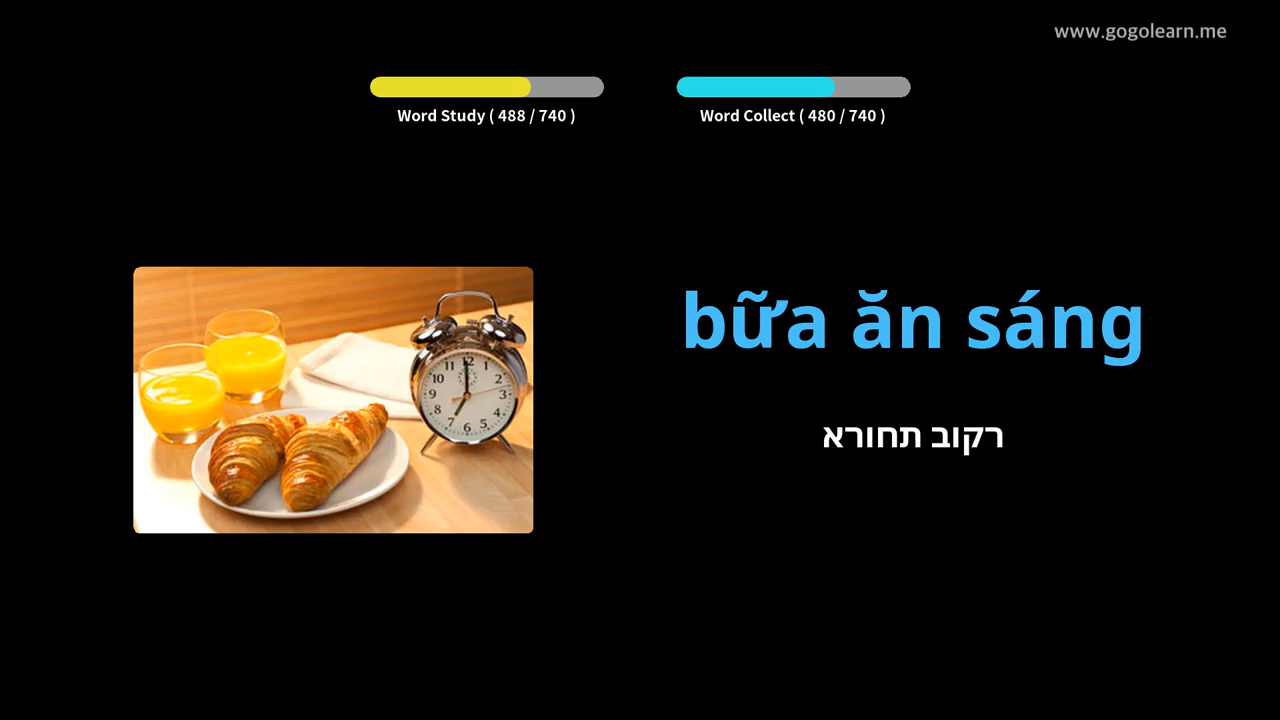 www.gogolearn.me
Word Study ( 488 / 740 )
Word Collect ( 480 / 740 )
bữa ăn sáng
רקוב תחורא